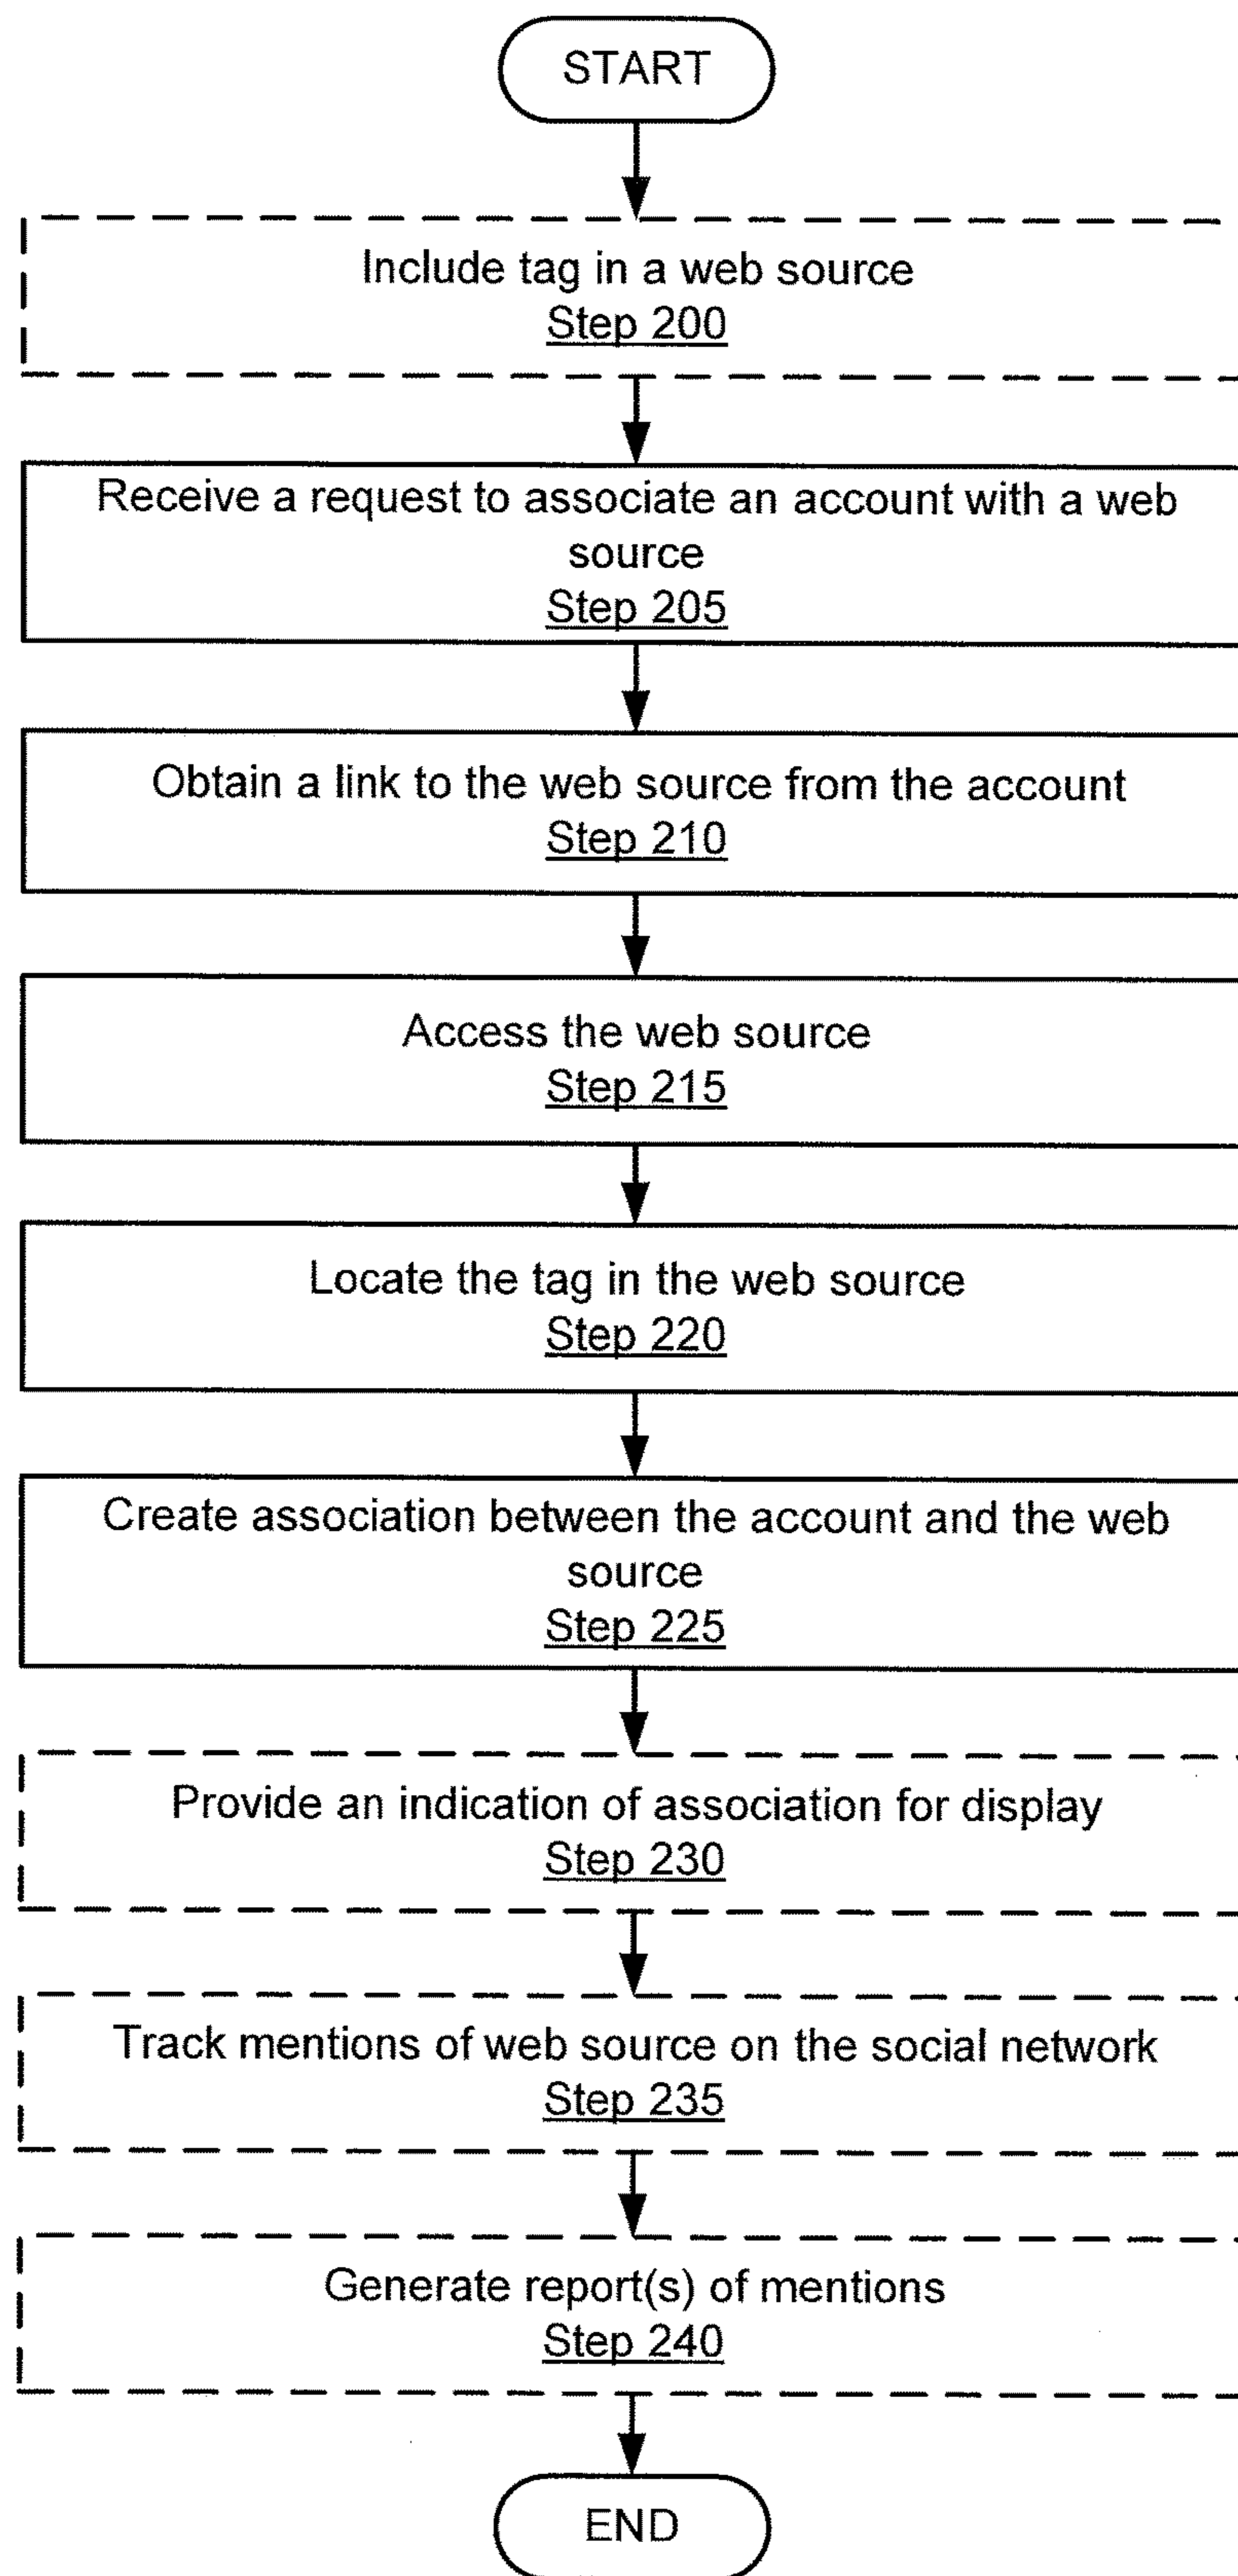 START
Include tag in a web source
Step 200
Receive a request to associate an account with a web
source
Step 205
Obtain a link to the web source from the account
Step 210
Access the web source
Step 215
Locate the tag in the web source
Step 220
Create association between the account and the web
source
Step 225
Provide an indication of association for display
Step 230
Track mentions of web source on the social network
Step 235
Generate report(s) of mentions
Step 240
END